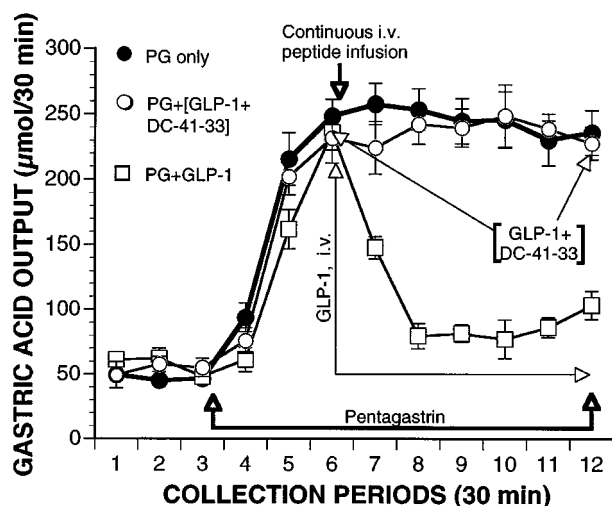 Continuous i.v.
peptide infusion
PG only
PG+[GLP-1+
DC-41-33]
PG+GLP-1
GASTRIC ACID OUTPUT (µmol/30 min)
300
250
200
150
100
50
0
GLP-1, i.v.
[GLP-1+
DC-41-33]
Pentagastrin
1 2 3 4 5 6 7 8 9 10 11 12
COLLECTION PERIODS (30 min)